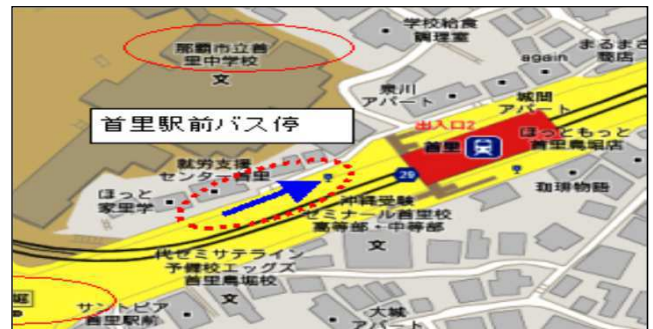 学校給食
調理室
那覇市立首
里中学校
文
again
まるまさ
商店
泉川
アパート
城間
アパート
首里駅前バス停
出入口2
首里
ほっともっと
首里鳥堀店
就労支援
センター首里
29
珈琲物語
ほっと
家里学
沖縄受験
ゼミナール首里校
高等部・中等部
文
代ゼミサテライン
予備校エッグズ
首里鳥堀校
文
堀
サントピア
首里駅前
大城
アパート